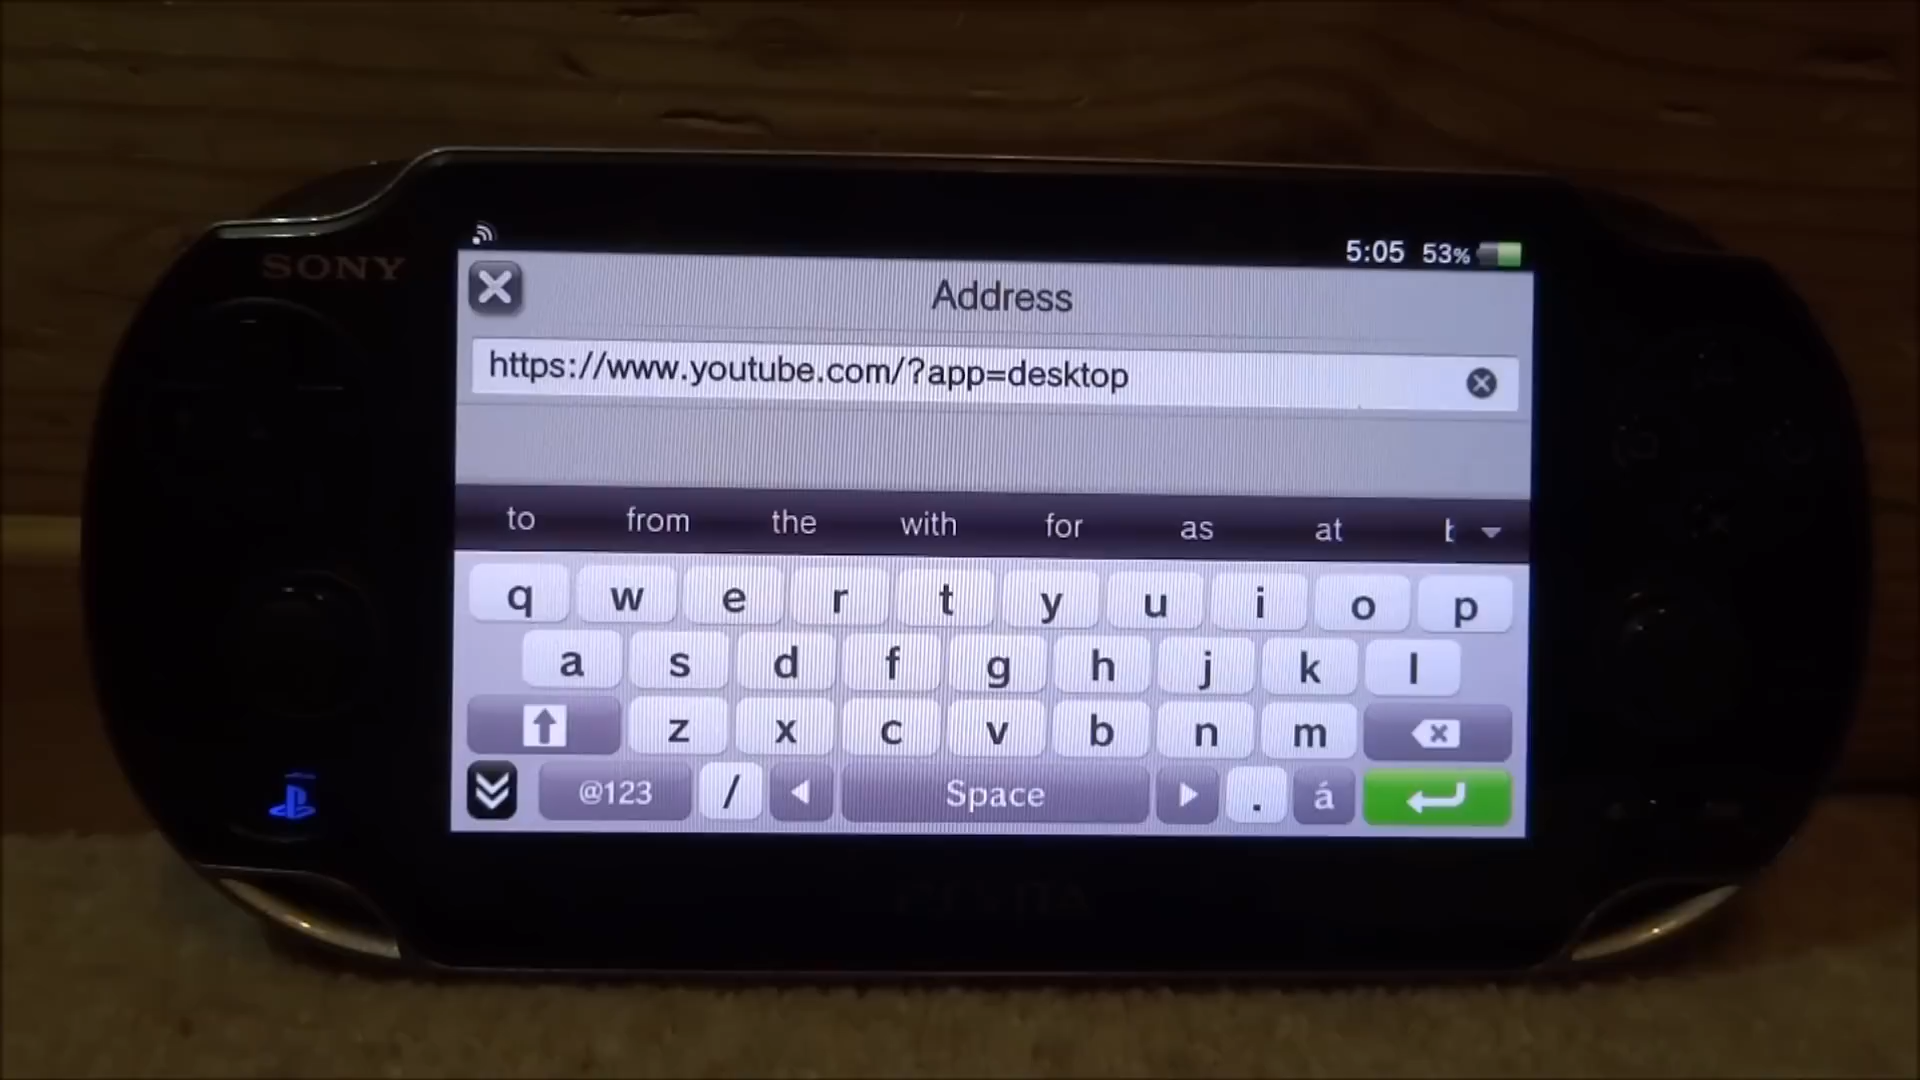 SONY
5:05 53%
Address
https://www.youtube.com/?app=desktop
to from the with for as at
q w e r t y u i o p
a s d f g h j k l
z x c v b n m
@123 / Space . á
PSVITA